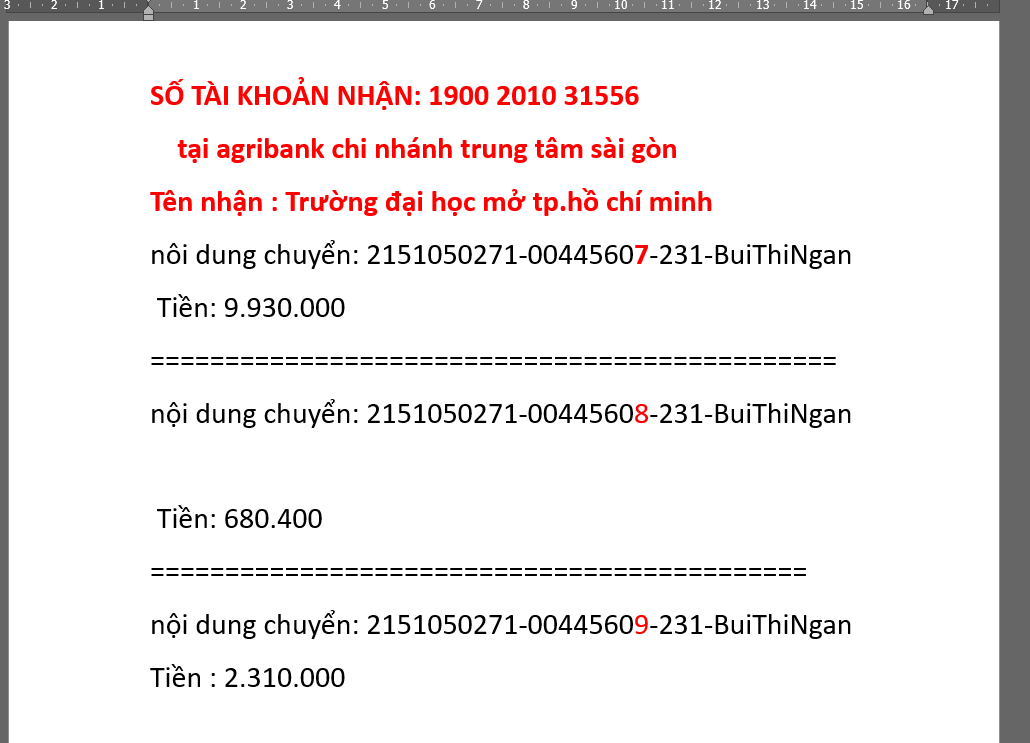 3 2 1 1 2 3 4 5 6 7 8 9 10 11 12 13 14 15 16 17
SỐ TÀI KHOẢN NHẬN: 1900 2010 31556
tại agribank chi nhánh trung tâm sài gòn
Tên nhận : Trường đại học mở tp.hồ chí minh
nôi dung chuyển: 2151050271-00445607-231-BuiThiNgan
Tiền: 9.930.000
==============================================
nội dung chuyển: 2151050271-00445608-231-BuiThiNgan
Tiền: 680.400
============================================
nội dung chuyển: 2151050271-00445609-231-BuiThiNgan
Tiền : 2.310.000